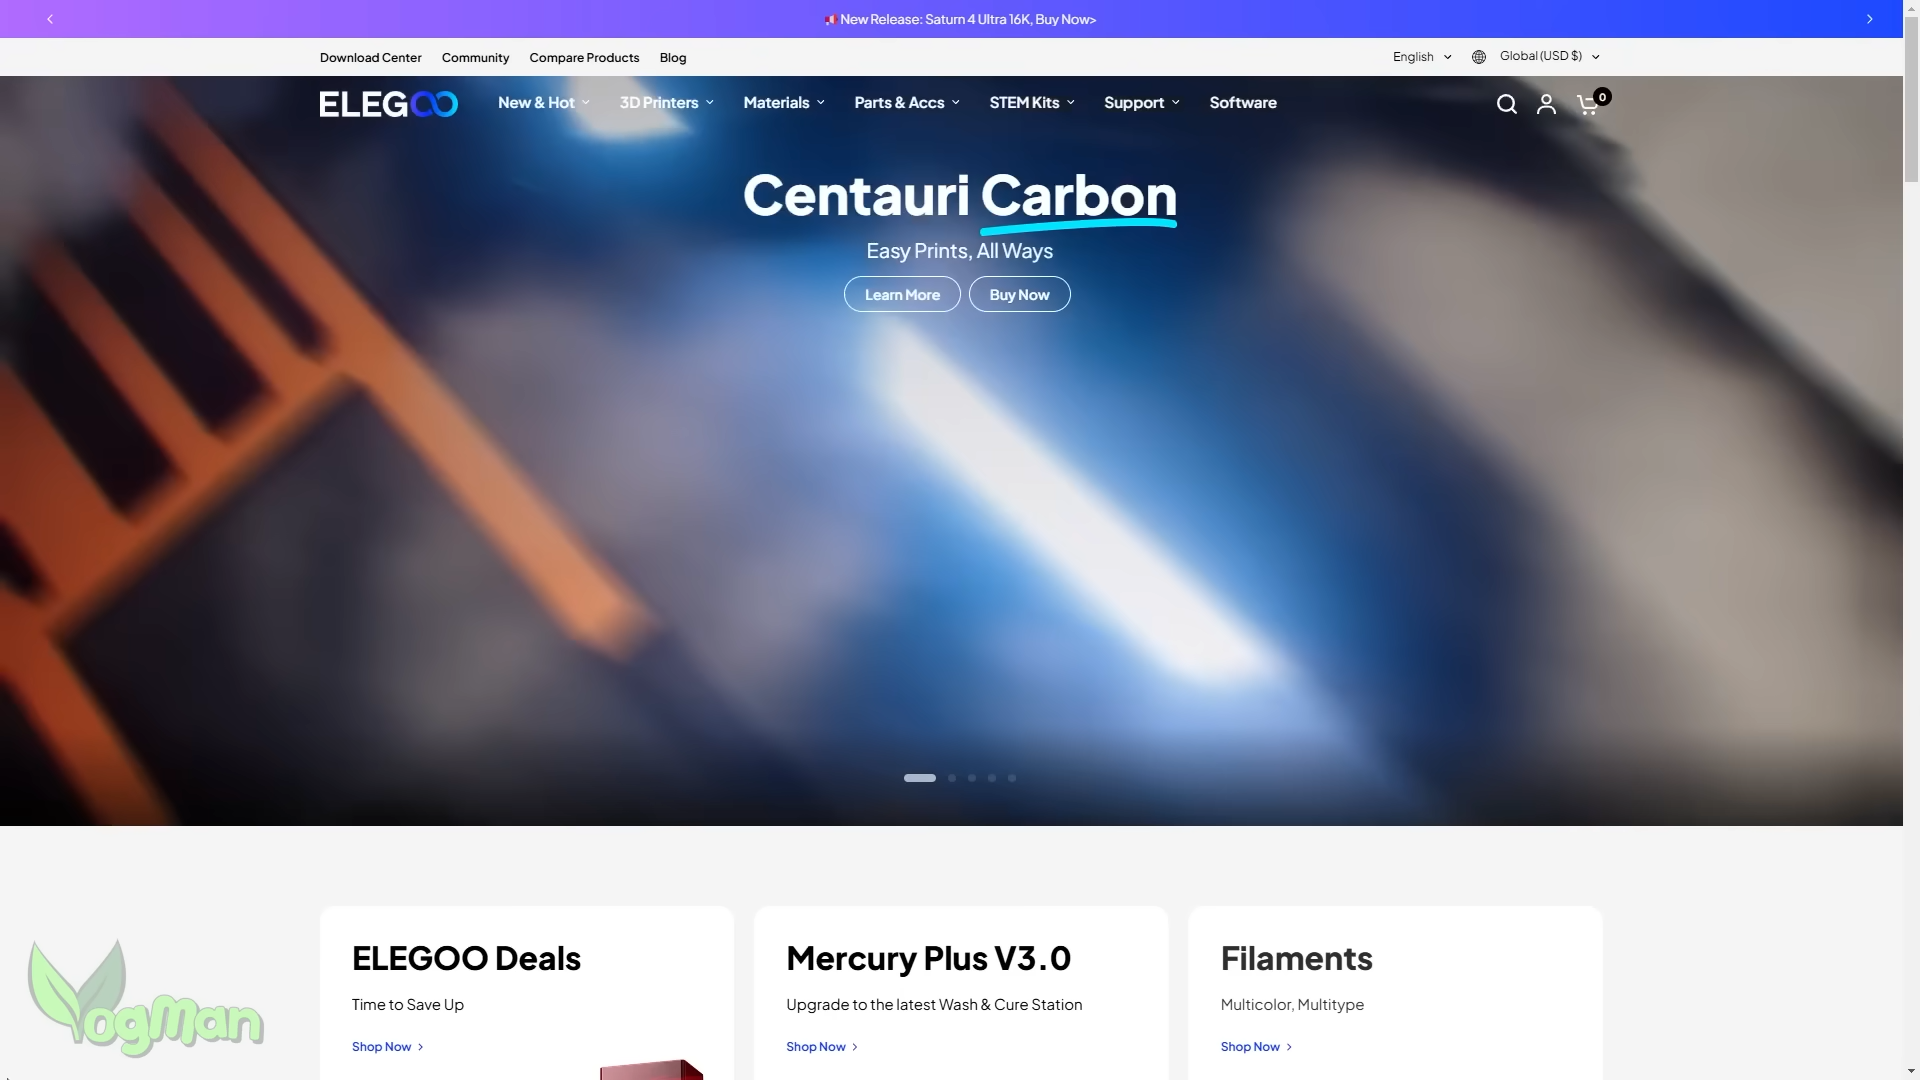 📢 New Release: Saturn 4 Ultra 16K, Buy Now>
Download Center Community Compare Products Blog English Global (USD $)
ELEGOO New & Hot 3D Printers Materials Parts & Accs STEM Kits Support Software 0
Centauri Carbon
Easy Prints, All Ways
Learn More Buy Now
ELEGOO Deals
Time to Save Up
Shop Now
Mercury Plus V3.0
Upgrade to the latest Wash & Cure Station
Shop Now
Filaments
Multicolor, Multitype
Shop Now
YogMan